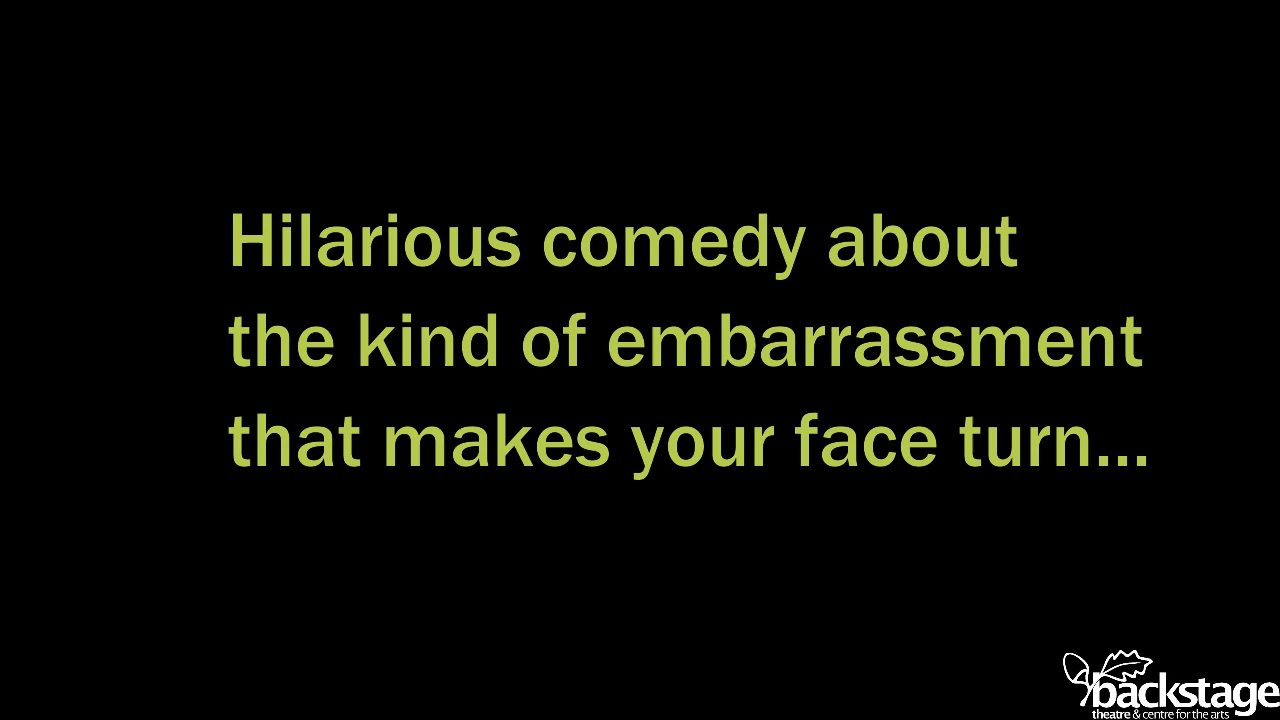 Hilarious comedy about
the kind of embarrassment
that makes your face turn...
backstage
theatre & centre for the arts